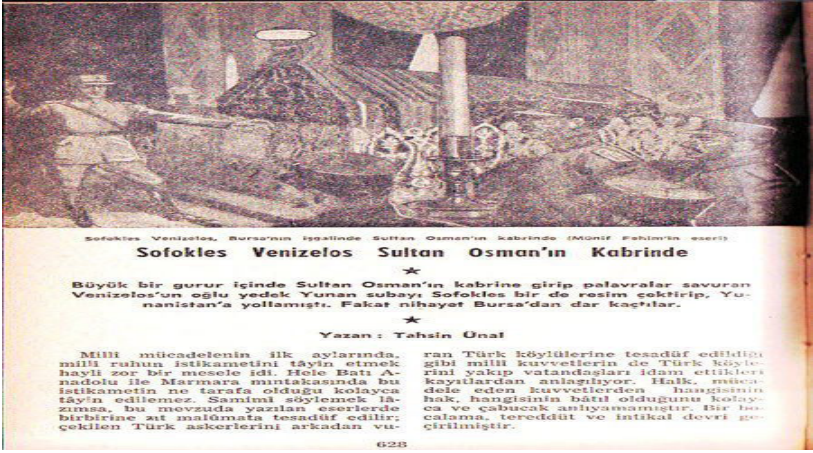 Sofokles Venizelos, Bursa'nın işgalinde Sultan Osman'ın kabrinde (Münif Fehim'in eseri)
Sofokles Venizelos Sultan Osman'ın Kabrinde
Büyük bir gurur içinde Sultan Osman'ın kabrine girip palavralar savuran
Venizelos'un oğlu yedek Yunan subayı Sofokles bir de resim çektirip, Yu-
nanistan'a yollamıştı. Fakat nihayet Bursa'dan dar kaçtılar.
Yazan : Tahsin Ünal
Millî mücadelenin ilk aylarında,
millî ruhun istikametini tâyin etmek
hayli zor bir mesele idi. Hele Batı A-
nadolu ile Marmara mıntakasında bu
istikametin ne tarafa olduğu kolayca
tâyin edilemez. Samimî söylemek lâ-
zımsa, bu mevzuda yazılan eserlerde
birbirine zıt malûmata tesadüf edilir;
çekilen Türk askerlerini arkadan vu-
ran Türk köylülerine tesadüf edildiği
gibi millî kuvvetlerin de Türk köyle-
rini yakıp vatandaşları idam ettikleri
kayıtlardan anlaşılıyor. Halk, müca-
dele eden kuvvetlerden hangisinin
hak, hangisinin bâtıl olduğunu kolay-
ca ve çabucak anlıyamamıştır. Bir bo-
calama, tereddüt ve intikal devri ge-
çirilmiştir.
628